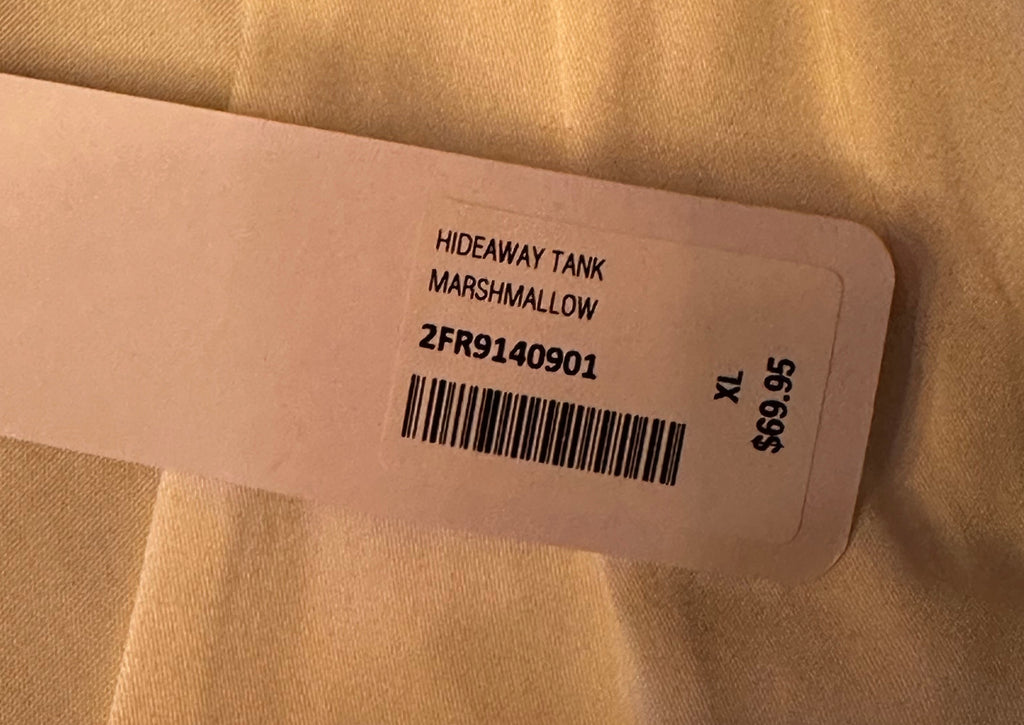 HIDEAWAY TANK
MARSHMALLOW
2FR9140901
XL
$69.95